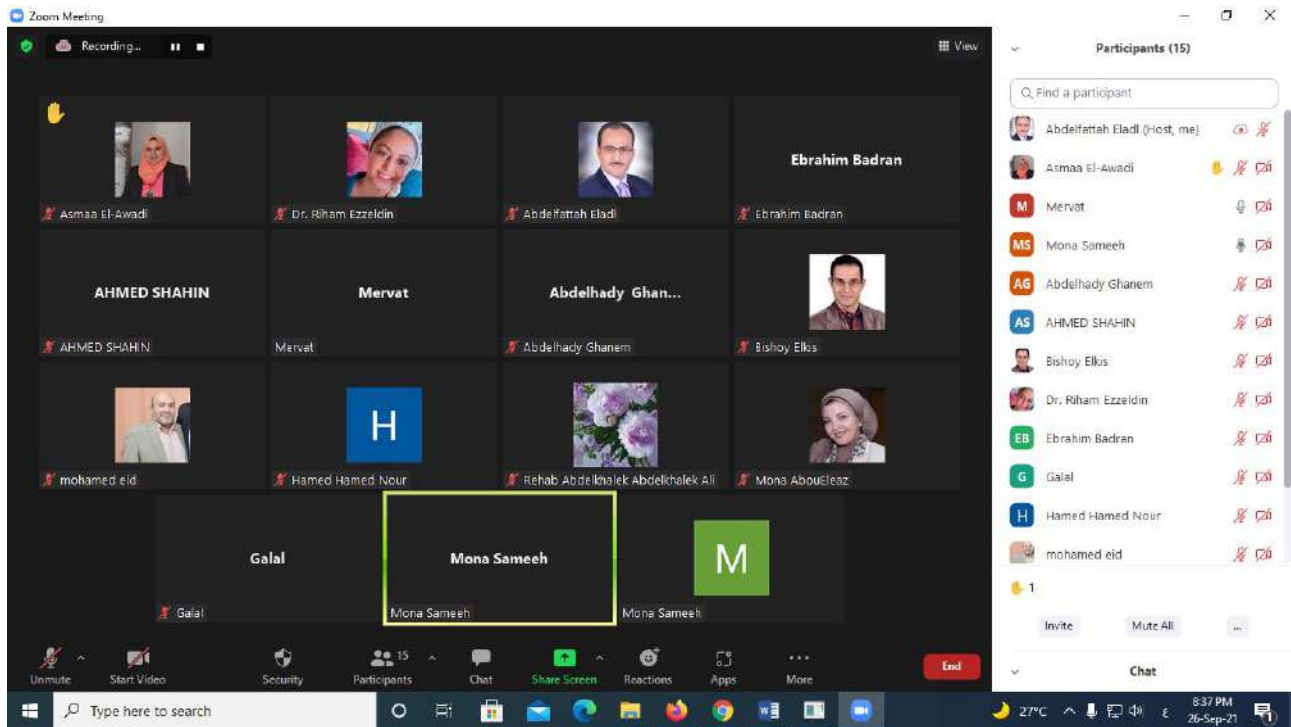 Zoom Meeting
Recording...
View
Asmaa El-Awadi
Dr. Riham Ezzeldin
Abdelfattah Eladl
Ebrahim Badran
Ebrahim Badran
AHMED SHAHIN
AHMED SHAHIN
Mervat
Mervat
Abdelhady Ghan...
Abdelhady Ghanem
Bishoy Elkis
mohamed eid
H
Hamed Hamed Nour
Rehab Abdelkhalek Abdelkhalek Ali
Mona AbouEleaz
Galal
Galal
Mona Sameeh
Mona Sameeh
M
Mona Sameeh
Unmute
Start Video
Security
15
Participants
Chat
Share Screen
Reactions
Apps
More
End
Participants (15)
Find a participant
Abdelfattah Eladl (Host, me)
Asmaa El-Awadi
M Mervat
MS Mona Sameeh
AG Abdelhady Ghanem
AS AHMED SHAHIN
Bishoy Elkis
Dr. Riham Ezzeldin
EB Ebrahim Badran
G Galal
H Hamed Hamed Nour
mohamed eid
1
Invite Mute All ...
Chat
Type here to search
27°C
ع
8:37 PM
26-Sep-21